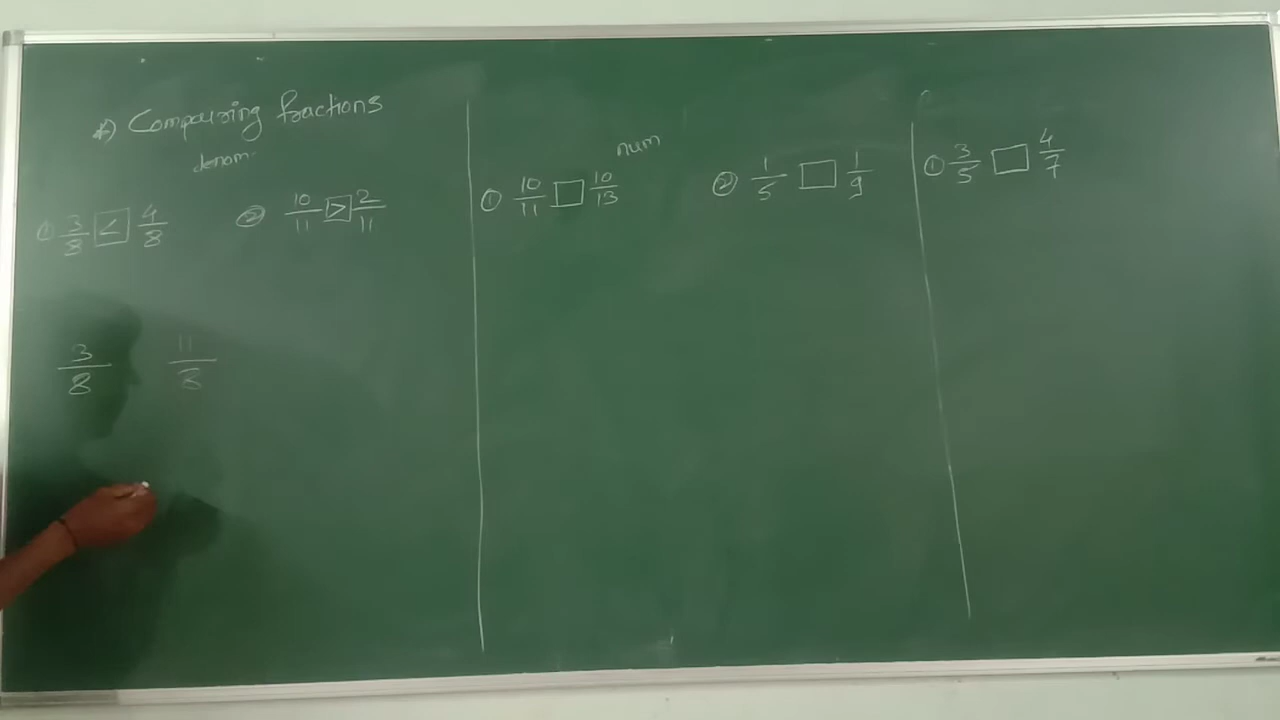 *) Comparing fractions
denom.
① 3/8 < 4/8 ② 10/11 > 2/11
3/8 11/8
num
① 10/11 □ 10/13 ② 1/5 □ 1/9
① 3/5 □ 4/7